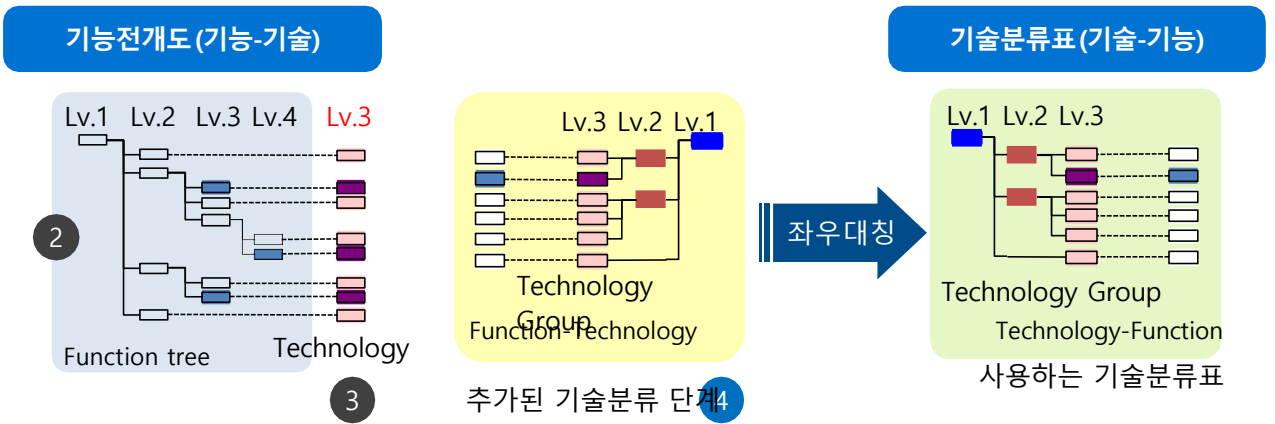 기능전개도(기능-기술)
기술분류표(기술-기능)
Lv.1 Lv.2 Lv.3 Lv.4 Lv.3
2
Function tree
Technology
3
Lv.3 Lv.2 Lv.1
Technology
Group
Function-Technology
추가된 기술분류 단계
4
좌우대칭
Lv.1 Lv.2 Lv.3
Technology Group
Technology-Function
사용하는 기술분류표